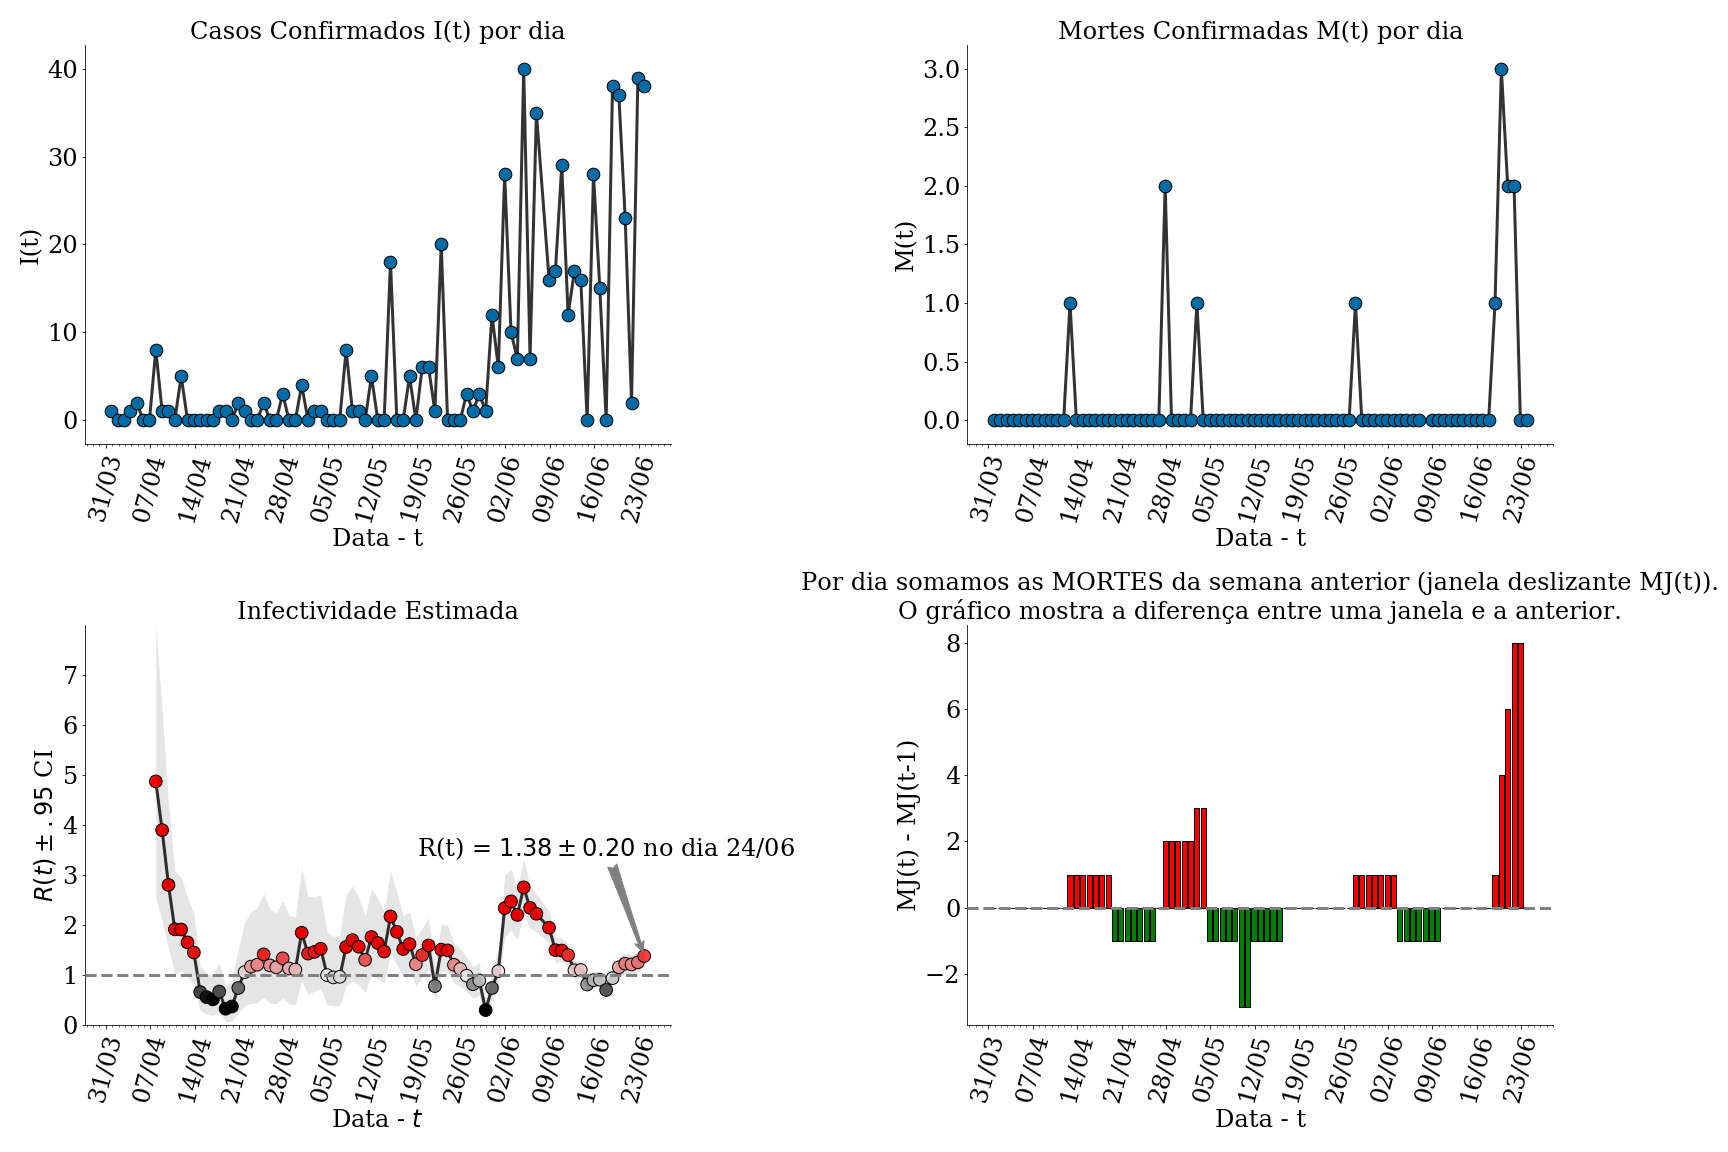 Casos Confirmados I(t) por dia
I(t)
40
30
20
10
0
31/03 07/04 14/04 21/04 28/04 05/05 12/05 19/05 26/05 02/06 09/06 16/06 23/06
Data - t
Mortes Confirmadas M(t) por dia
M(t)
3.0
2.5
2.0
1.5
1.0
0.5
0.0
31/03 07/04 14/04 21/04 28/04 05/05 12/05 19/05 26/05 02/06 09/06 16/06 23/06
Data - t
Infectividade Estimada
R(t) ± .95 CI
7
6
5
4
3
2
1
0
R(t) = 1.38 ± 0.20 no dia 24/06
31/03 07/04 14/04 21/04 28/04 05/05 12/05 19/05 26/05 02/06 09/06 16/06 23/06
Data - t
Por dia somamos as MORTES da semana anterior (janela deslizante MJ(t)).
O gráfico mostra a diferença entre uma janela e a anterior.
MJ(t) - MJ(t-1)
8
6
4
2
0
−2
31/03 07/04 14/04 21/04 28/04 05/05 12/05 19/05 26/05 02/06 09/06 16/06 23/06
Data - t